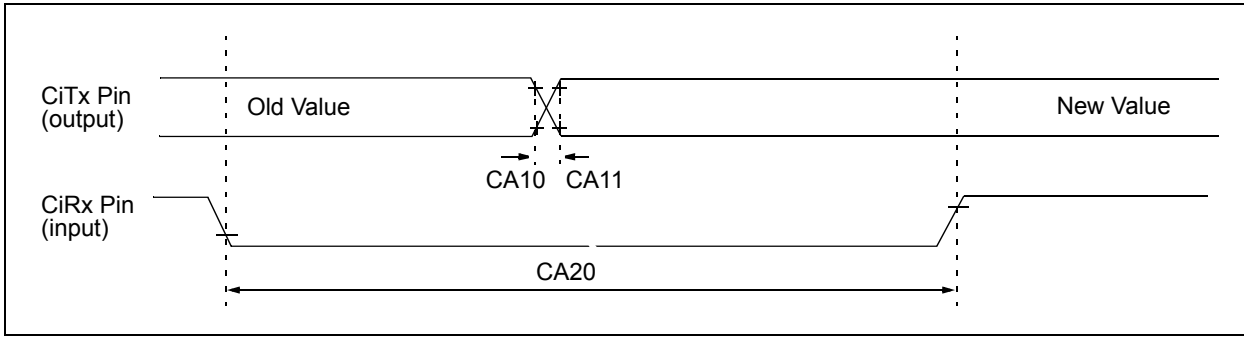 CiTx Pin
(output)
Old Value
New Value
CA10 CA11
CiRx Pin
(input)
CA20